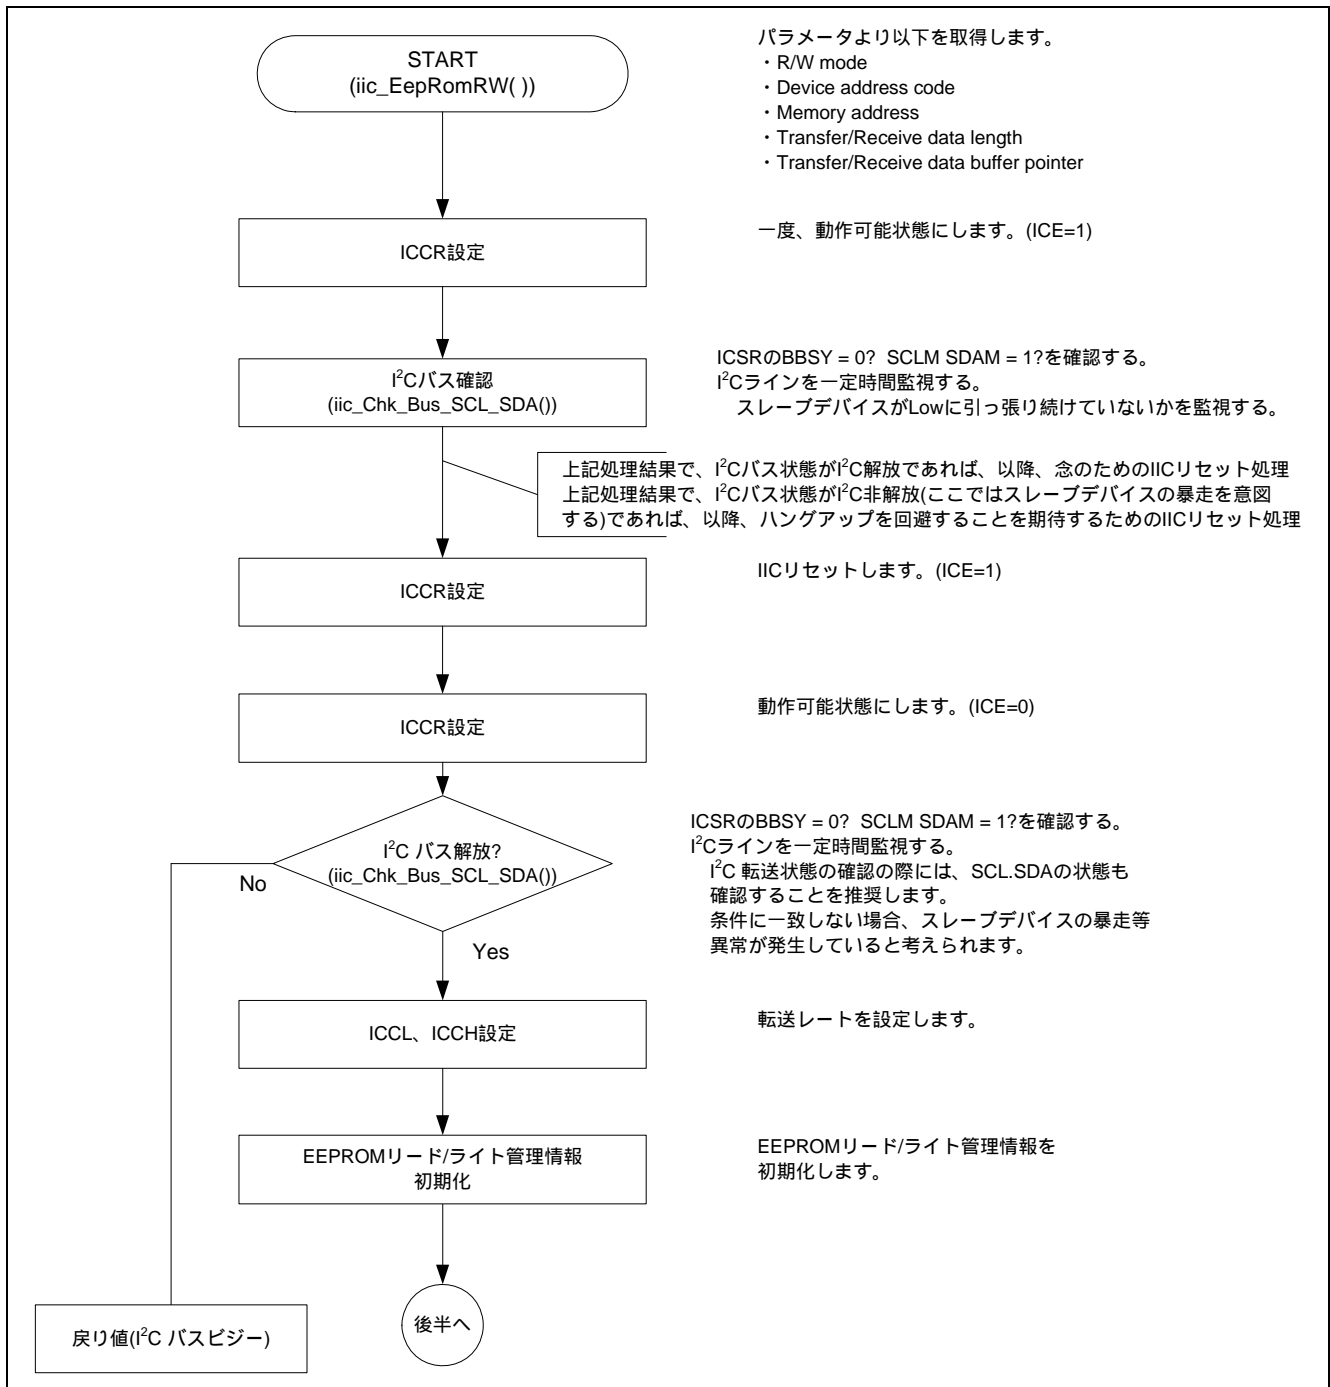 START
(iic_EepRomRW( ))
パラメータより以下を取得します。
・R/W mode
・Device address code
・Memory address
・Transfer/Receive data length
・Transfer/Receive data buffer pointer
ICCR設定
一度、動作可能状態にします。(ICE=1)
I²Cバス確認
(iic_Chk_Bus_SCL_SDA())
ICSRのBBSY = 0? SCLM SDAM = 1?を確認する。
I²Cラインを一定時間監視する。
スレーブデバイスがLowに引っ張り続けていないかを監視する。
上記処理結果で、I²Cバス状態がI²C解放であれば、以降、念のためのIICリセット処理
上記処理結果で、I²Cバス状態がI²C非解放(ここではスレーブデバイスの暴走を意図
する)であれば、以降、ハングアップを回避することを期待するためのIICリセット処理
ICCR設定
IICリセットします。(ICE=1)
ICCR設定
動作可能状態にします。(ICE=0)
I²C バス解放?
(iic_Chk_Bus_SCL_SDA())
No
Yes
ICSRのBBSY = 0? SCLM SDAM = 1?を確認する。
I²Cラインを一定時間監視する。
I²C 転送状態の確認の際には、SCL.SDAの状態も
確認することを推奨します。
条件に一致しない場合、スレーブデバイスの暴走等
異常が発生していると考えられます。
ICCL、ICCH設定
転送レートを設定します。
EEPROMリード/ライト管理情報
初期化
EEPROMリード/ライト管理情報を
初期化します。
戻り値(I²C バスビジー)
後半へ